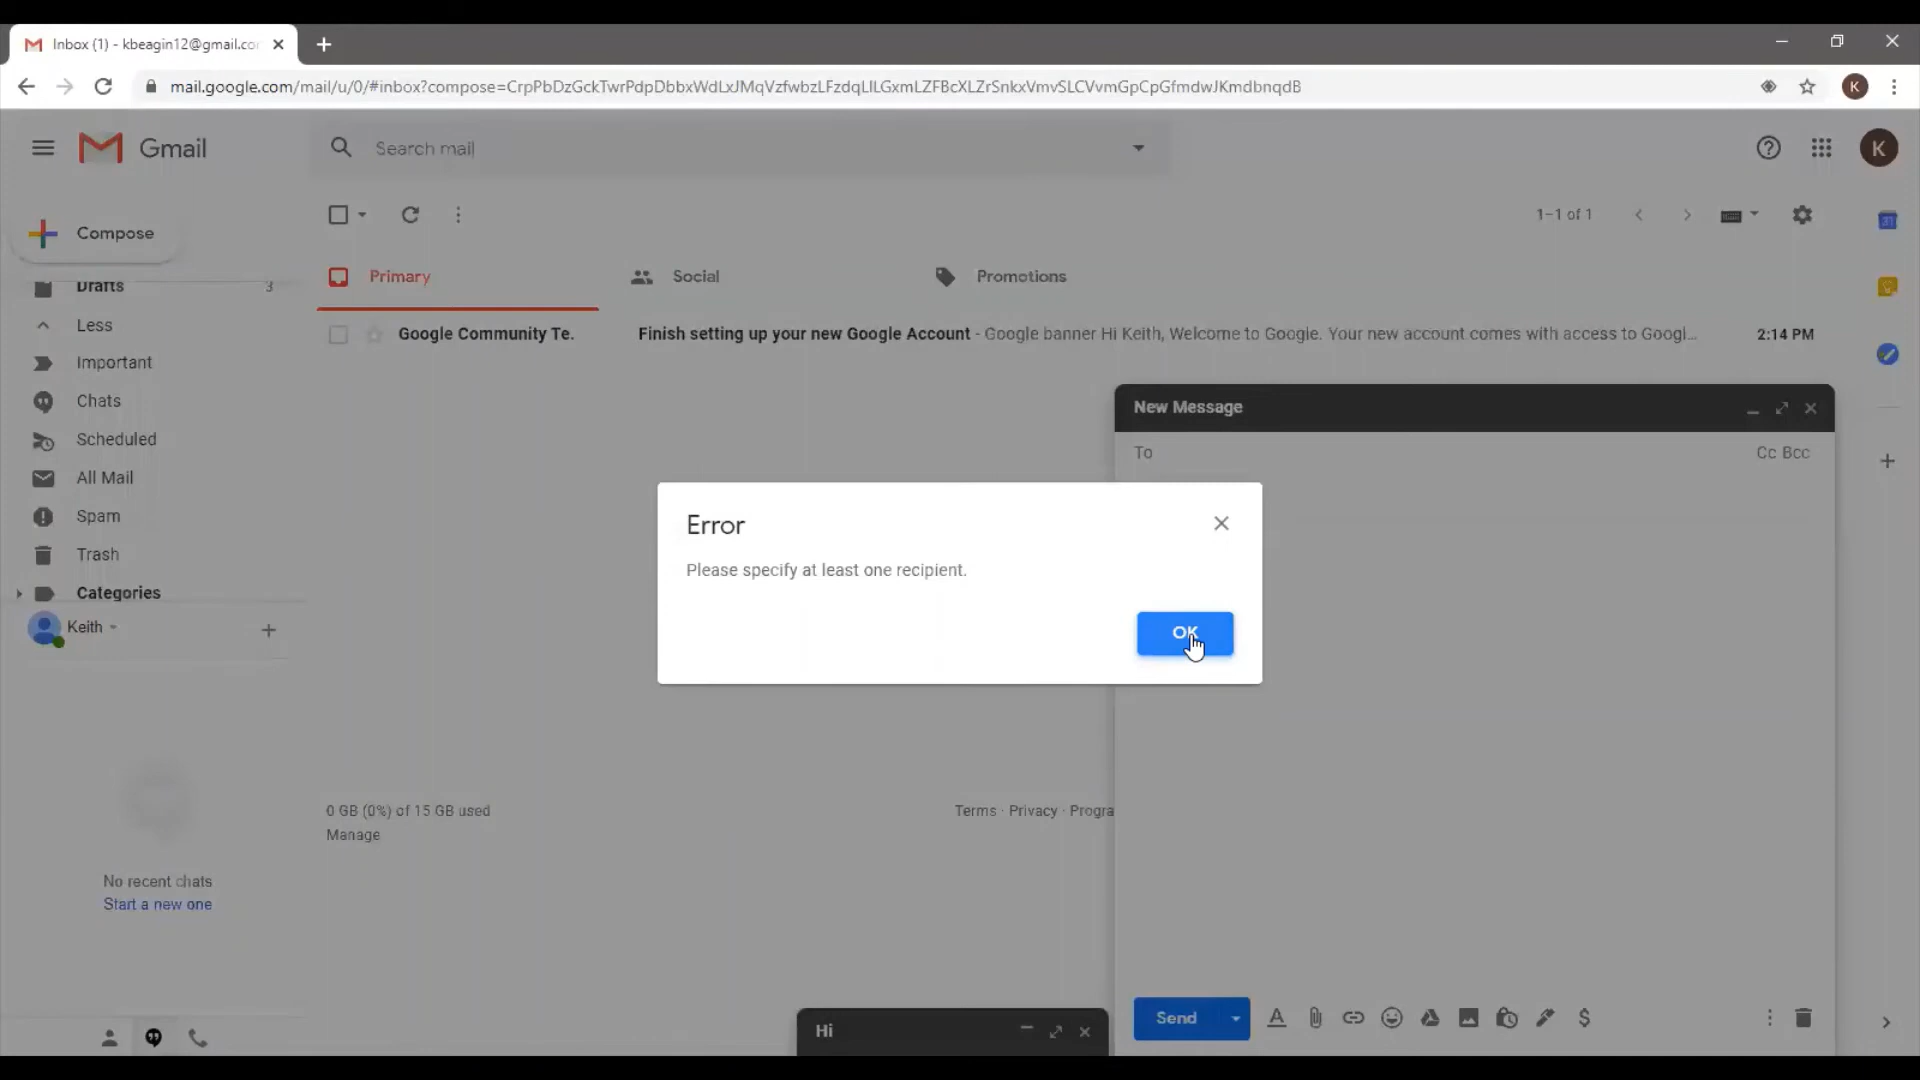 Inbox (1) - kbeagin12@gmail.co
mail.google.com/mail/u/0/#inbox?compose=CrpPbDzGckTwrPdpDbbxWdLxJMqVzfwbzLFzdqLlLGxmLZFBcXLZrSnkxVmvSLCVvmGpCpGfmdwJKmdbnqdB
K
Gmail
Search mail
K
Compose
1–1 of 1
Drafts 3
Primary
Social
Promotions
Less
Google Community Te.
Finish setting up your new Google Account - Google banner Hi Keith, Welcome to Google. Your new account comes with access to Googl...
2:14 PM
Important
Chats
Scheduled
All Mail
Spam
Trash
Categories
Keith
New Message
To
Cc Bcc
Error
Please specify at least one recipient.
OK
0 GB (0%) of 15 GB used
Manage
Terms · Privacy · Progra
No recent chats
Start a new one
Hi
Send